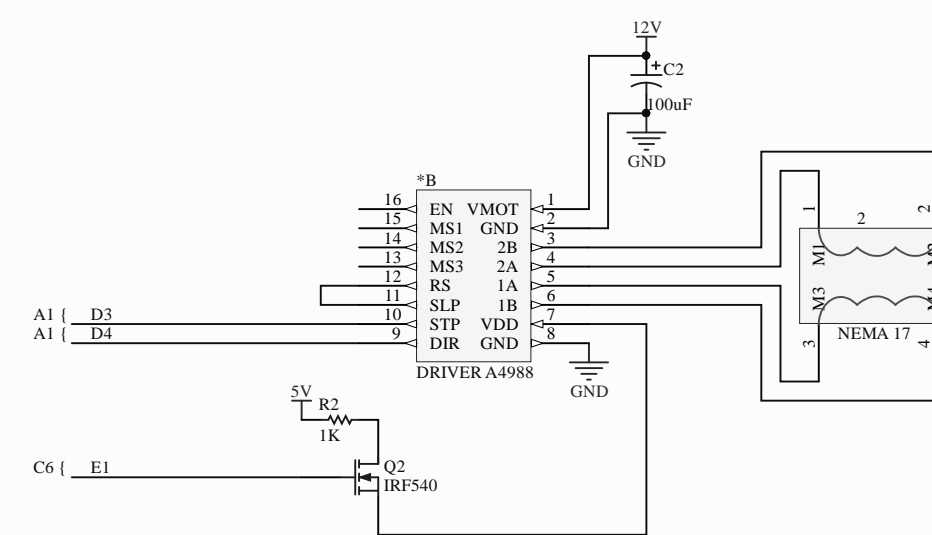 12V
C2
100uF
GND
*B
16 EN VMOT 1
15 MS1 GND 2
14 MS2 2B 3
13 MS3 2A 4
12 RS 1A 5
11 SLP 1B 6
A1 { D3 10 STP VDD 7
A1 { D4 9 DIR GND 8
DRIVER A4988
GND
1 2 2
M1
M3
NEMA 17
3 4
5V
R2
1K
C6 { E1
Q2
IRF540